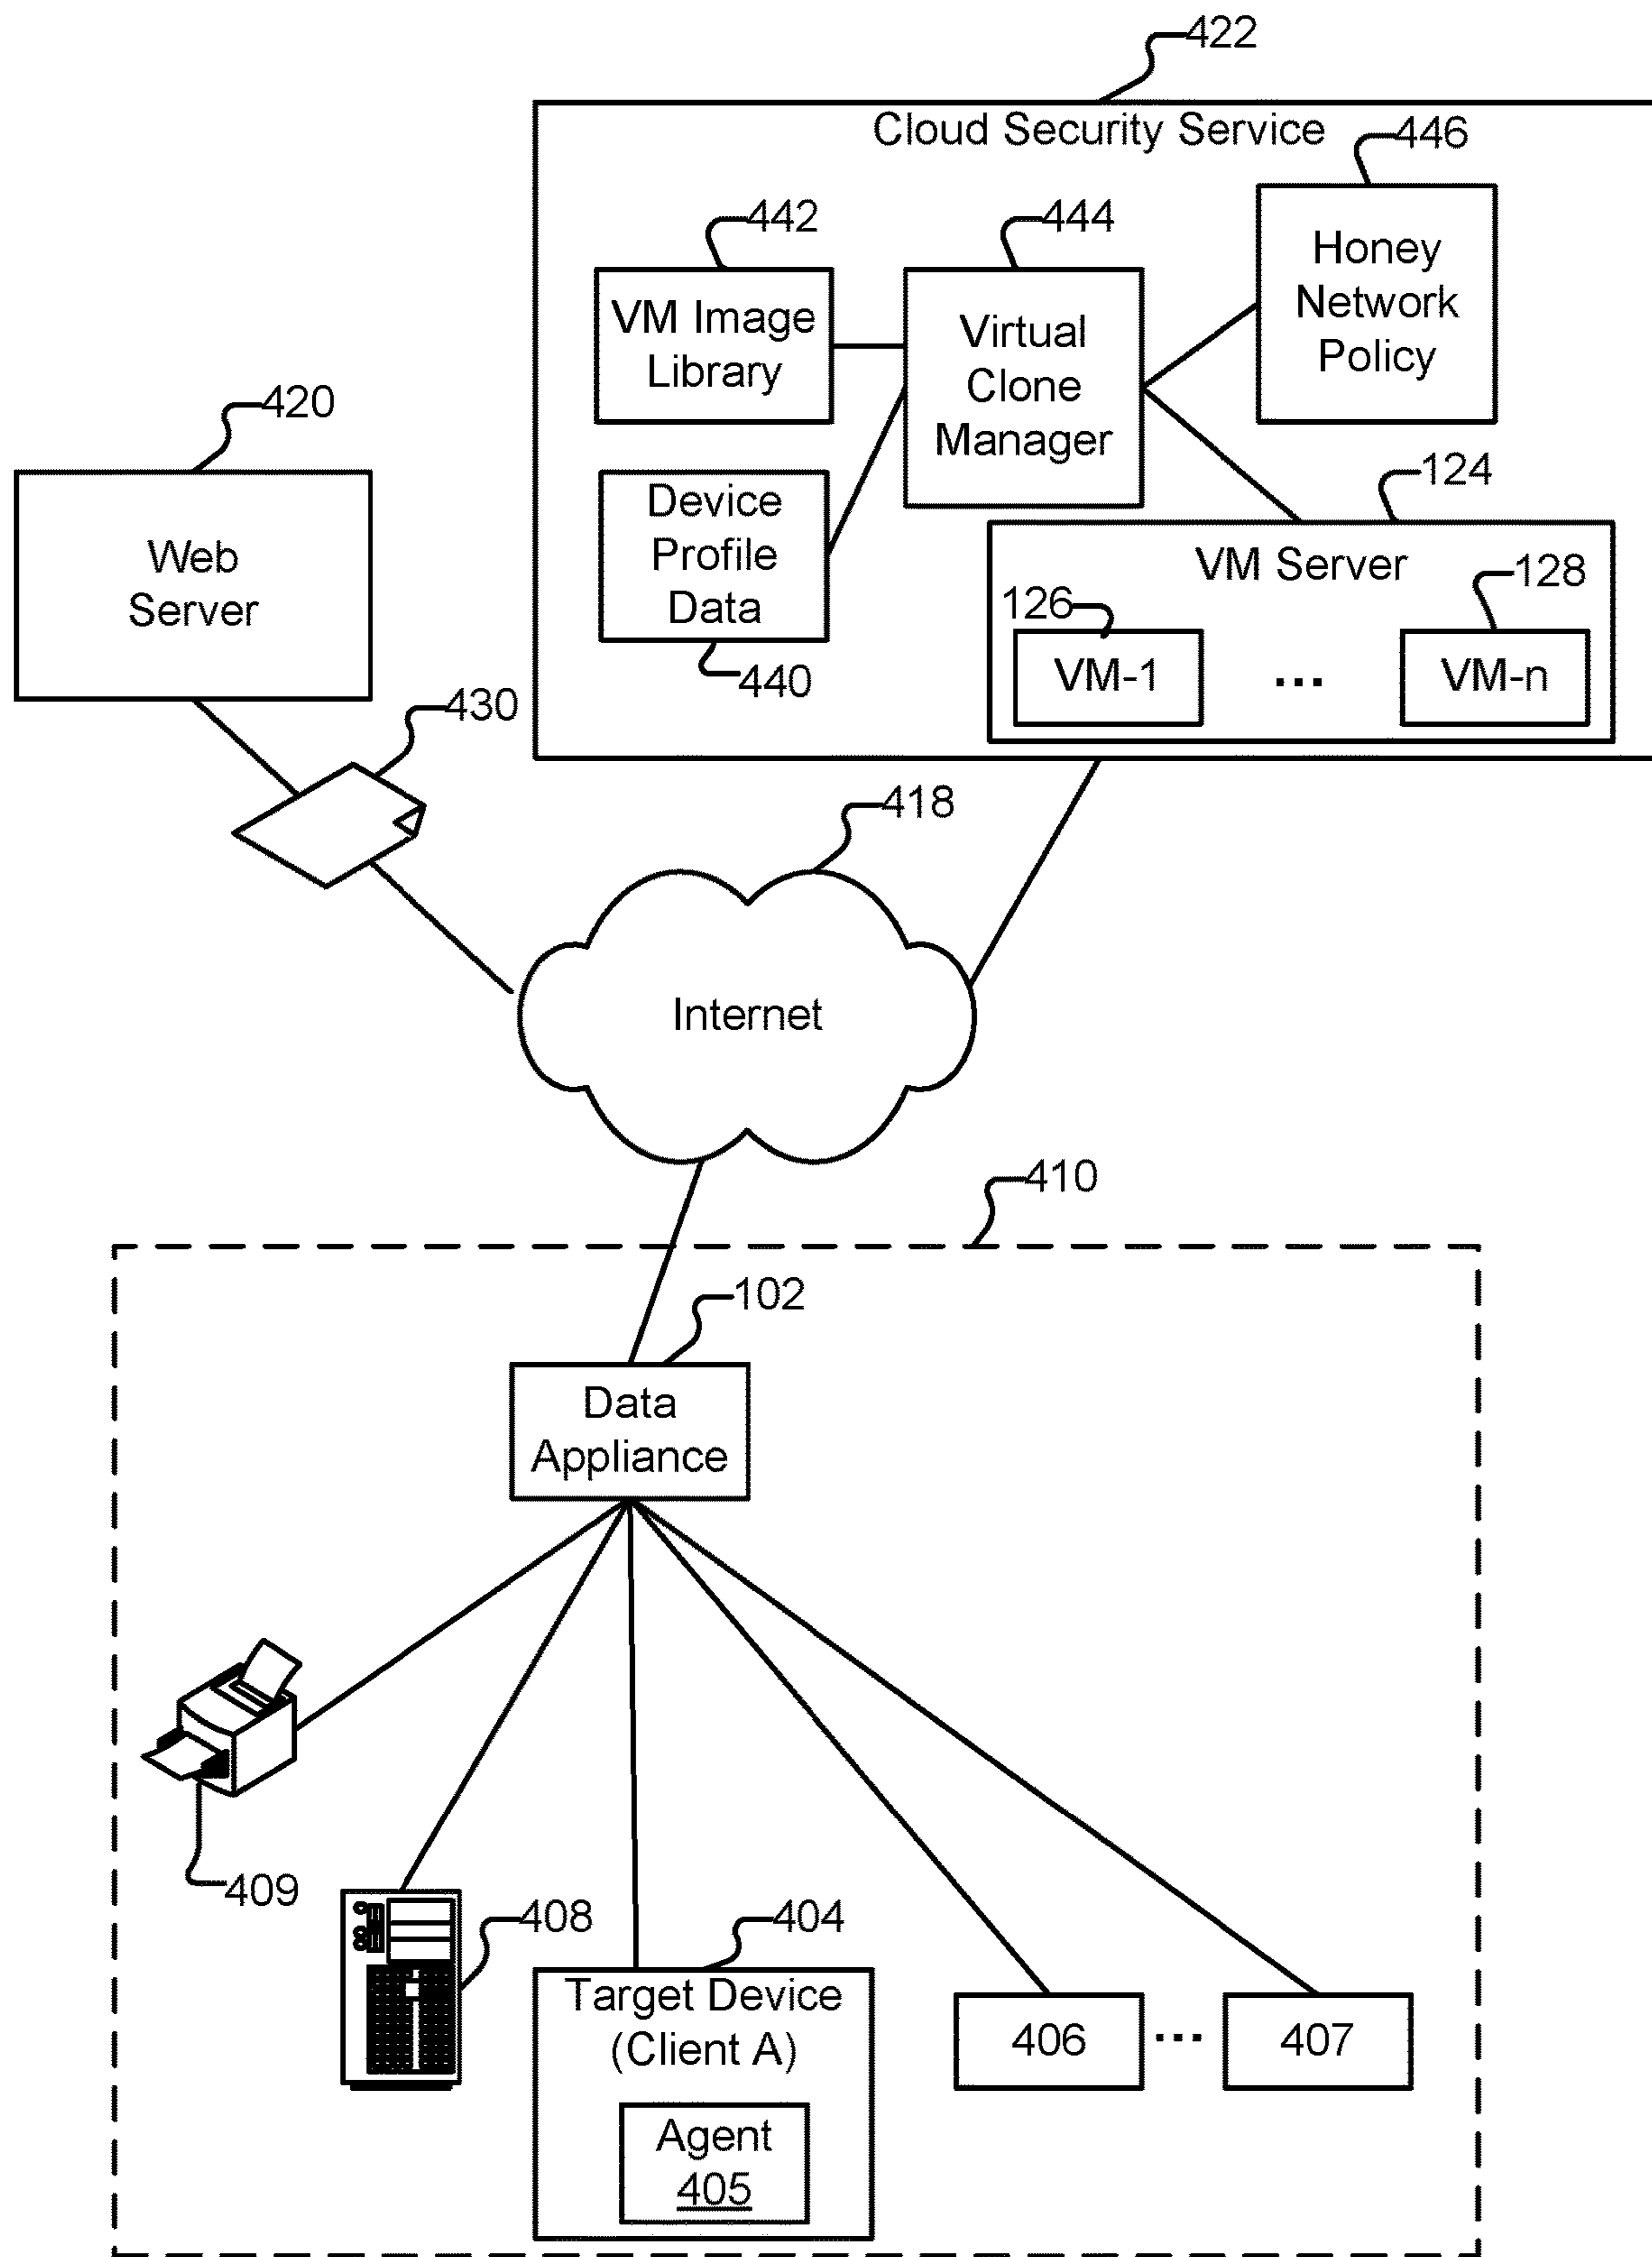 422
Cloud Security Service
446
442
444
Honey
Network
Policy
VM Image
Library
Virtual
Clone
Manager
420
Web
Server
Device
Profile
Data
440
124
VM Server
126
128
VM-1
...
VM-n
430
418
Internet
410
102
Data
Appliance
409
408
404
Target Device
(Client A)
Agent
405
406
...
407